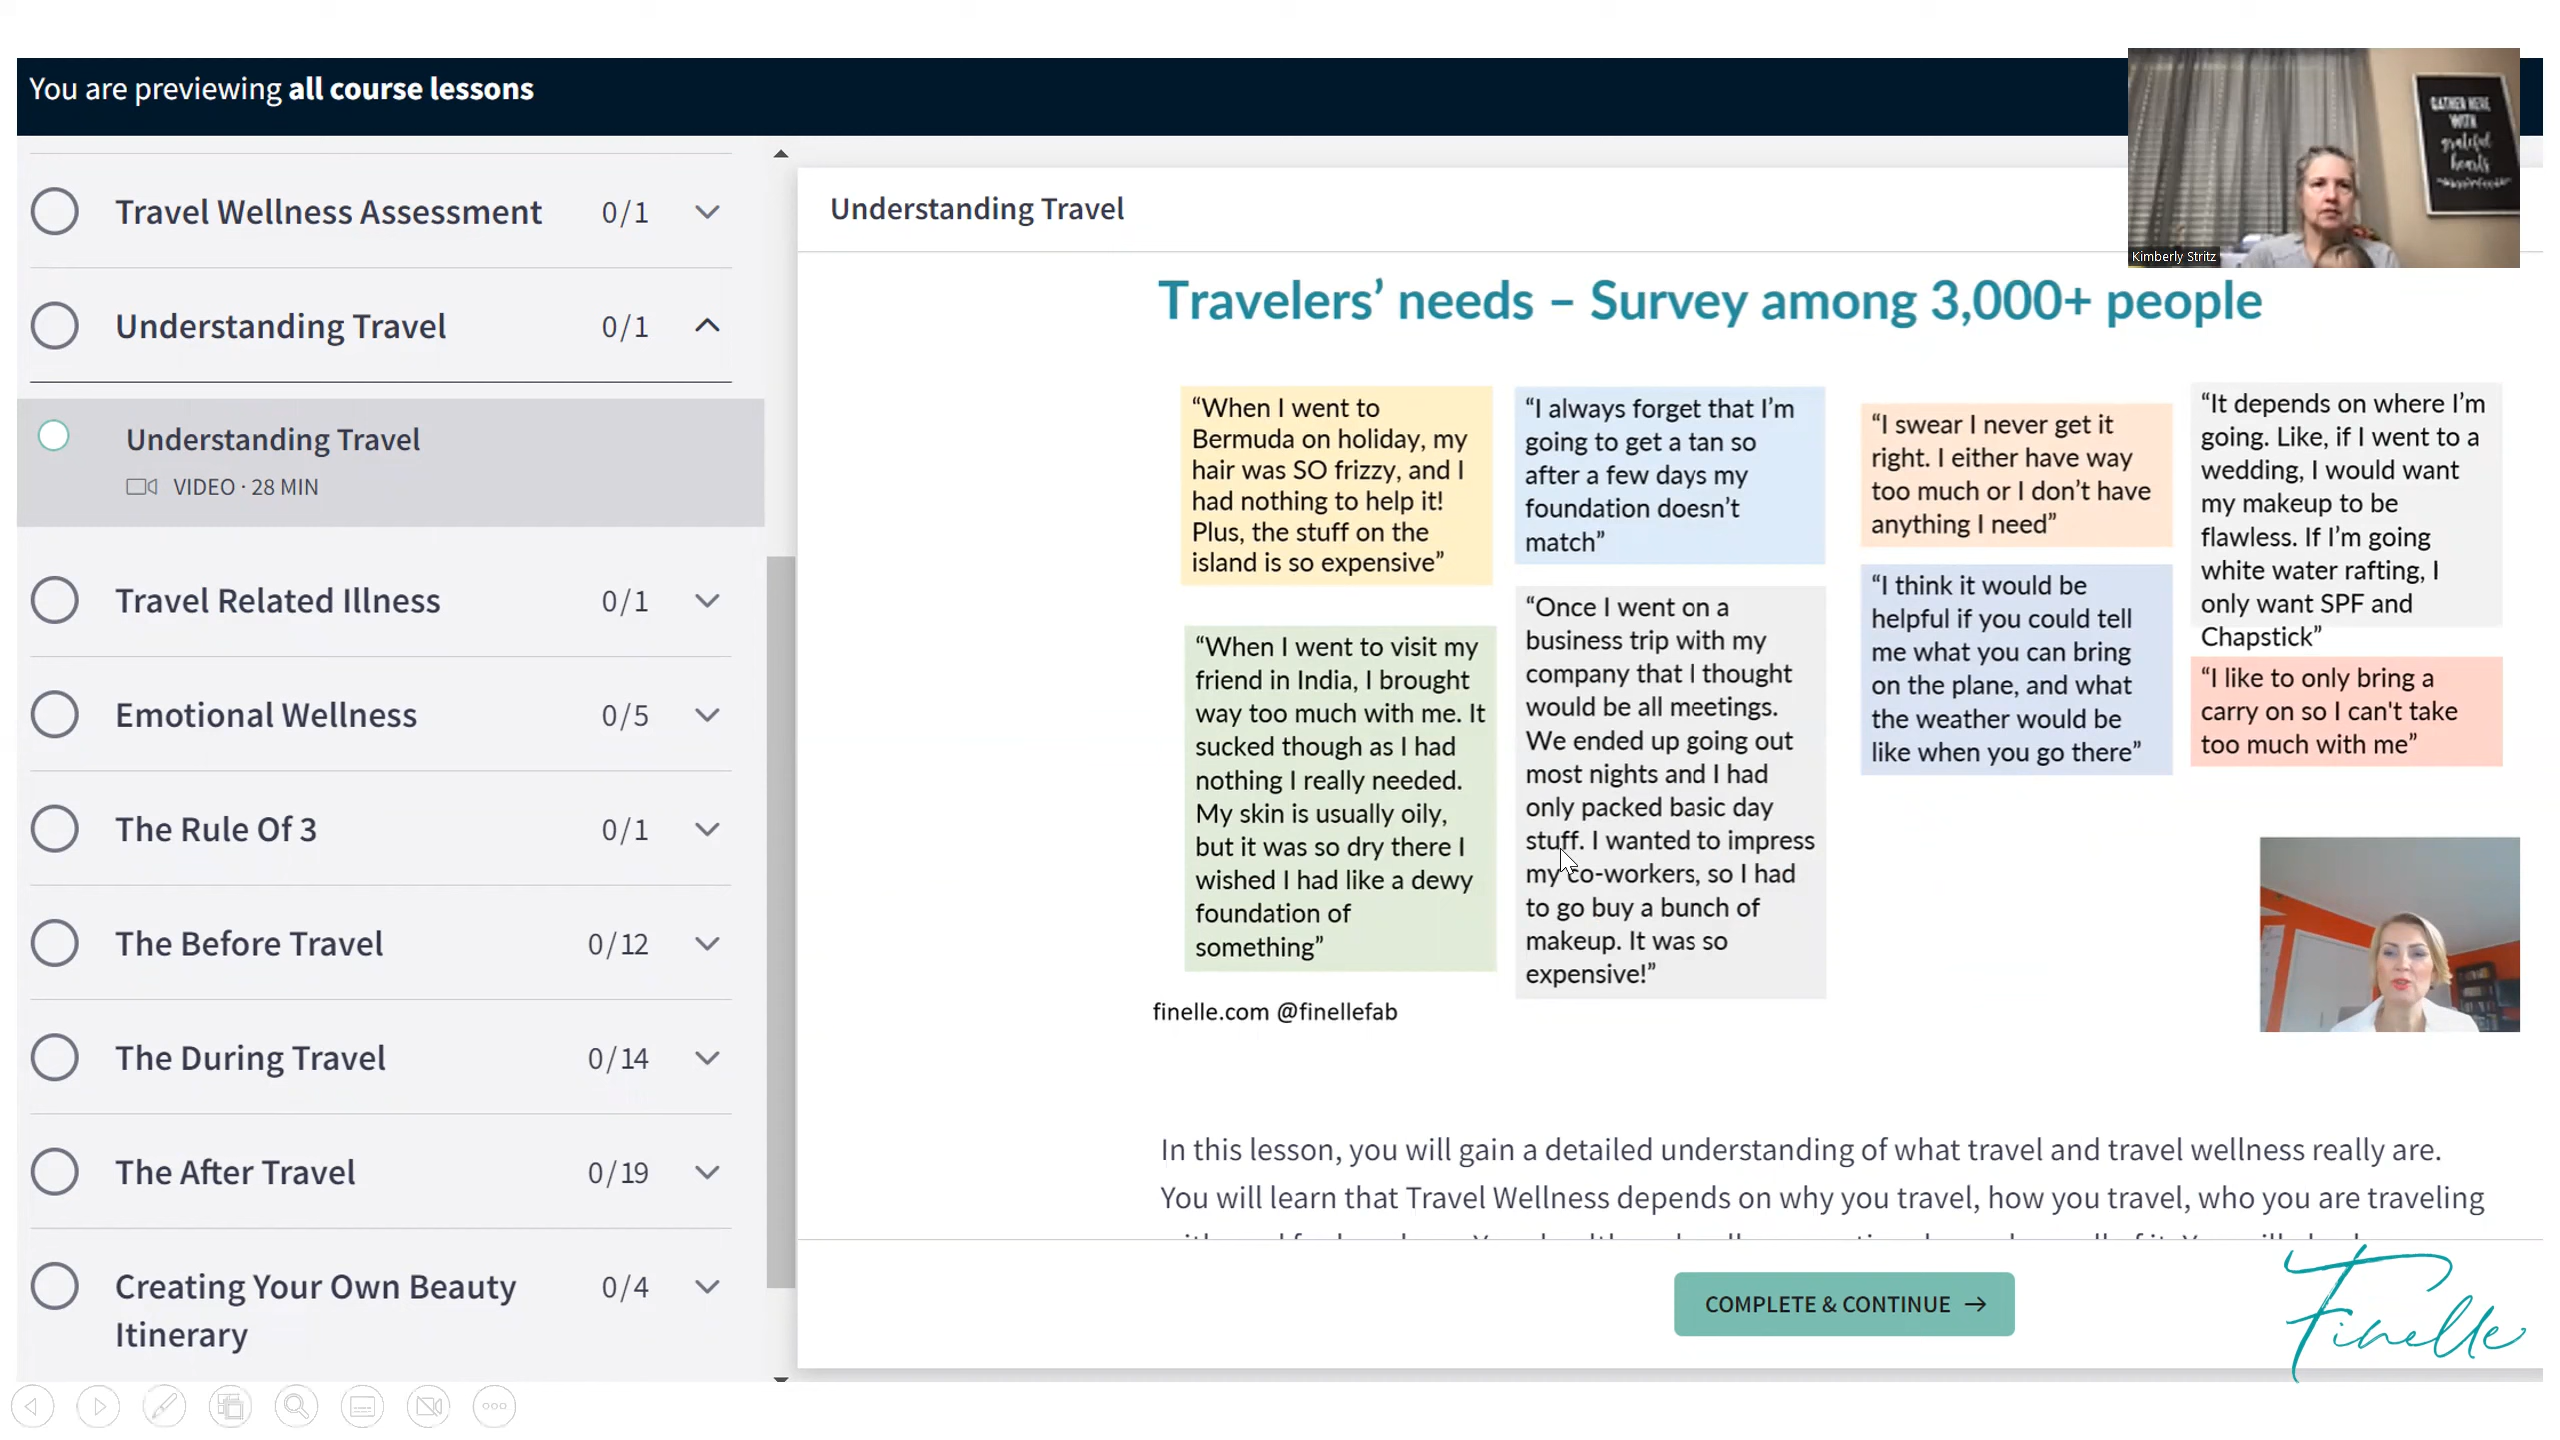 You are previewing all course lessons
GATHER HERE
WITH
grateful
hearts
Kimberly Stritz
Travel Wellness Assessment 0/1
Understanding Travel 0/1
Understanding Travel
VIDEO · 28 MIN
Travel Related Illness 0/1
Emotional Wellness 0/5
The Rule Of 3 0/1
The Before Travel 0/12
The During Travel 0/14
The After Travel 0/19
Creating Your Own Beauty 0/4
Itinerary
Understanding Travel
Travelers’ needs – Survey among 3,000+ people
“When I went to
Bermuda on holiday, my
hair was SO frizzy, and I
had nothing to help it!
Plus, the stuff on the
island is so expensive”
“When I went to visit my
friend in India, I brought
way too much with me. It
sucked though as I had
nothing I really needed.
My skin is usually oily,
but it was so dry there I
wished I had like a dewy
foundation of
something”
“I always forget that I’m
going to get a tan so
after a few days my
foundation doesn’t
match”
“Once I went on a
business trip with my
company that I thought
would be all meetings.
We ended up going out
most nights and I had
only packed basic day
stuff. I wanted to impress
my co-workers, so I had
to go buy a bunch of
makeup. It was so
expensive!”
“I swear I never get it
right. I either have way
too much or I don’t have
anything I need”
“I think it would be
helpful if you could tell
me what you can bring
on the plane, and what
the weather would be
like when you go there”
“It depends on where I’m
going. Like, if I went to a
wedding, I would want
my makeup to be
flawless. If I’m going
white water rafting, I
only want SPF and
Chapstick”
“I like to only bring a
carry on so I can't take
too much with me”
finelle.com @finellefab
In this lesson, you will gain a detailed understanding of what travel and travel wellness really are.
You will learn that Travel Wellness depends on why you travel, how you travel, who you are traveling
COMPLETE & CONTINUE →
Finelle